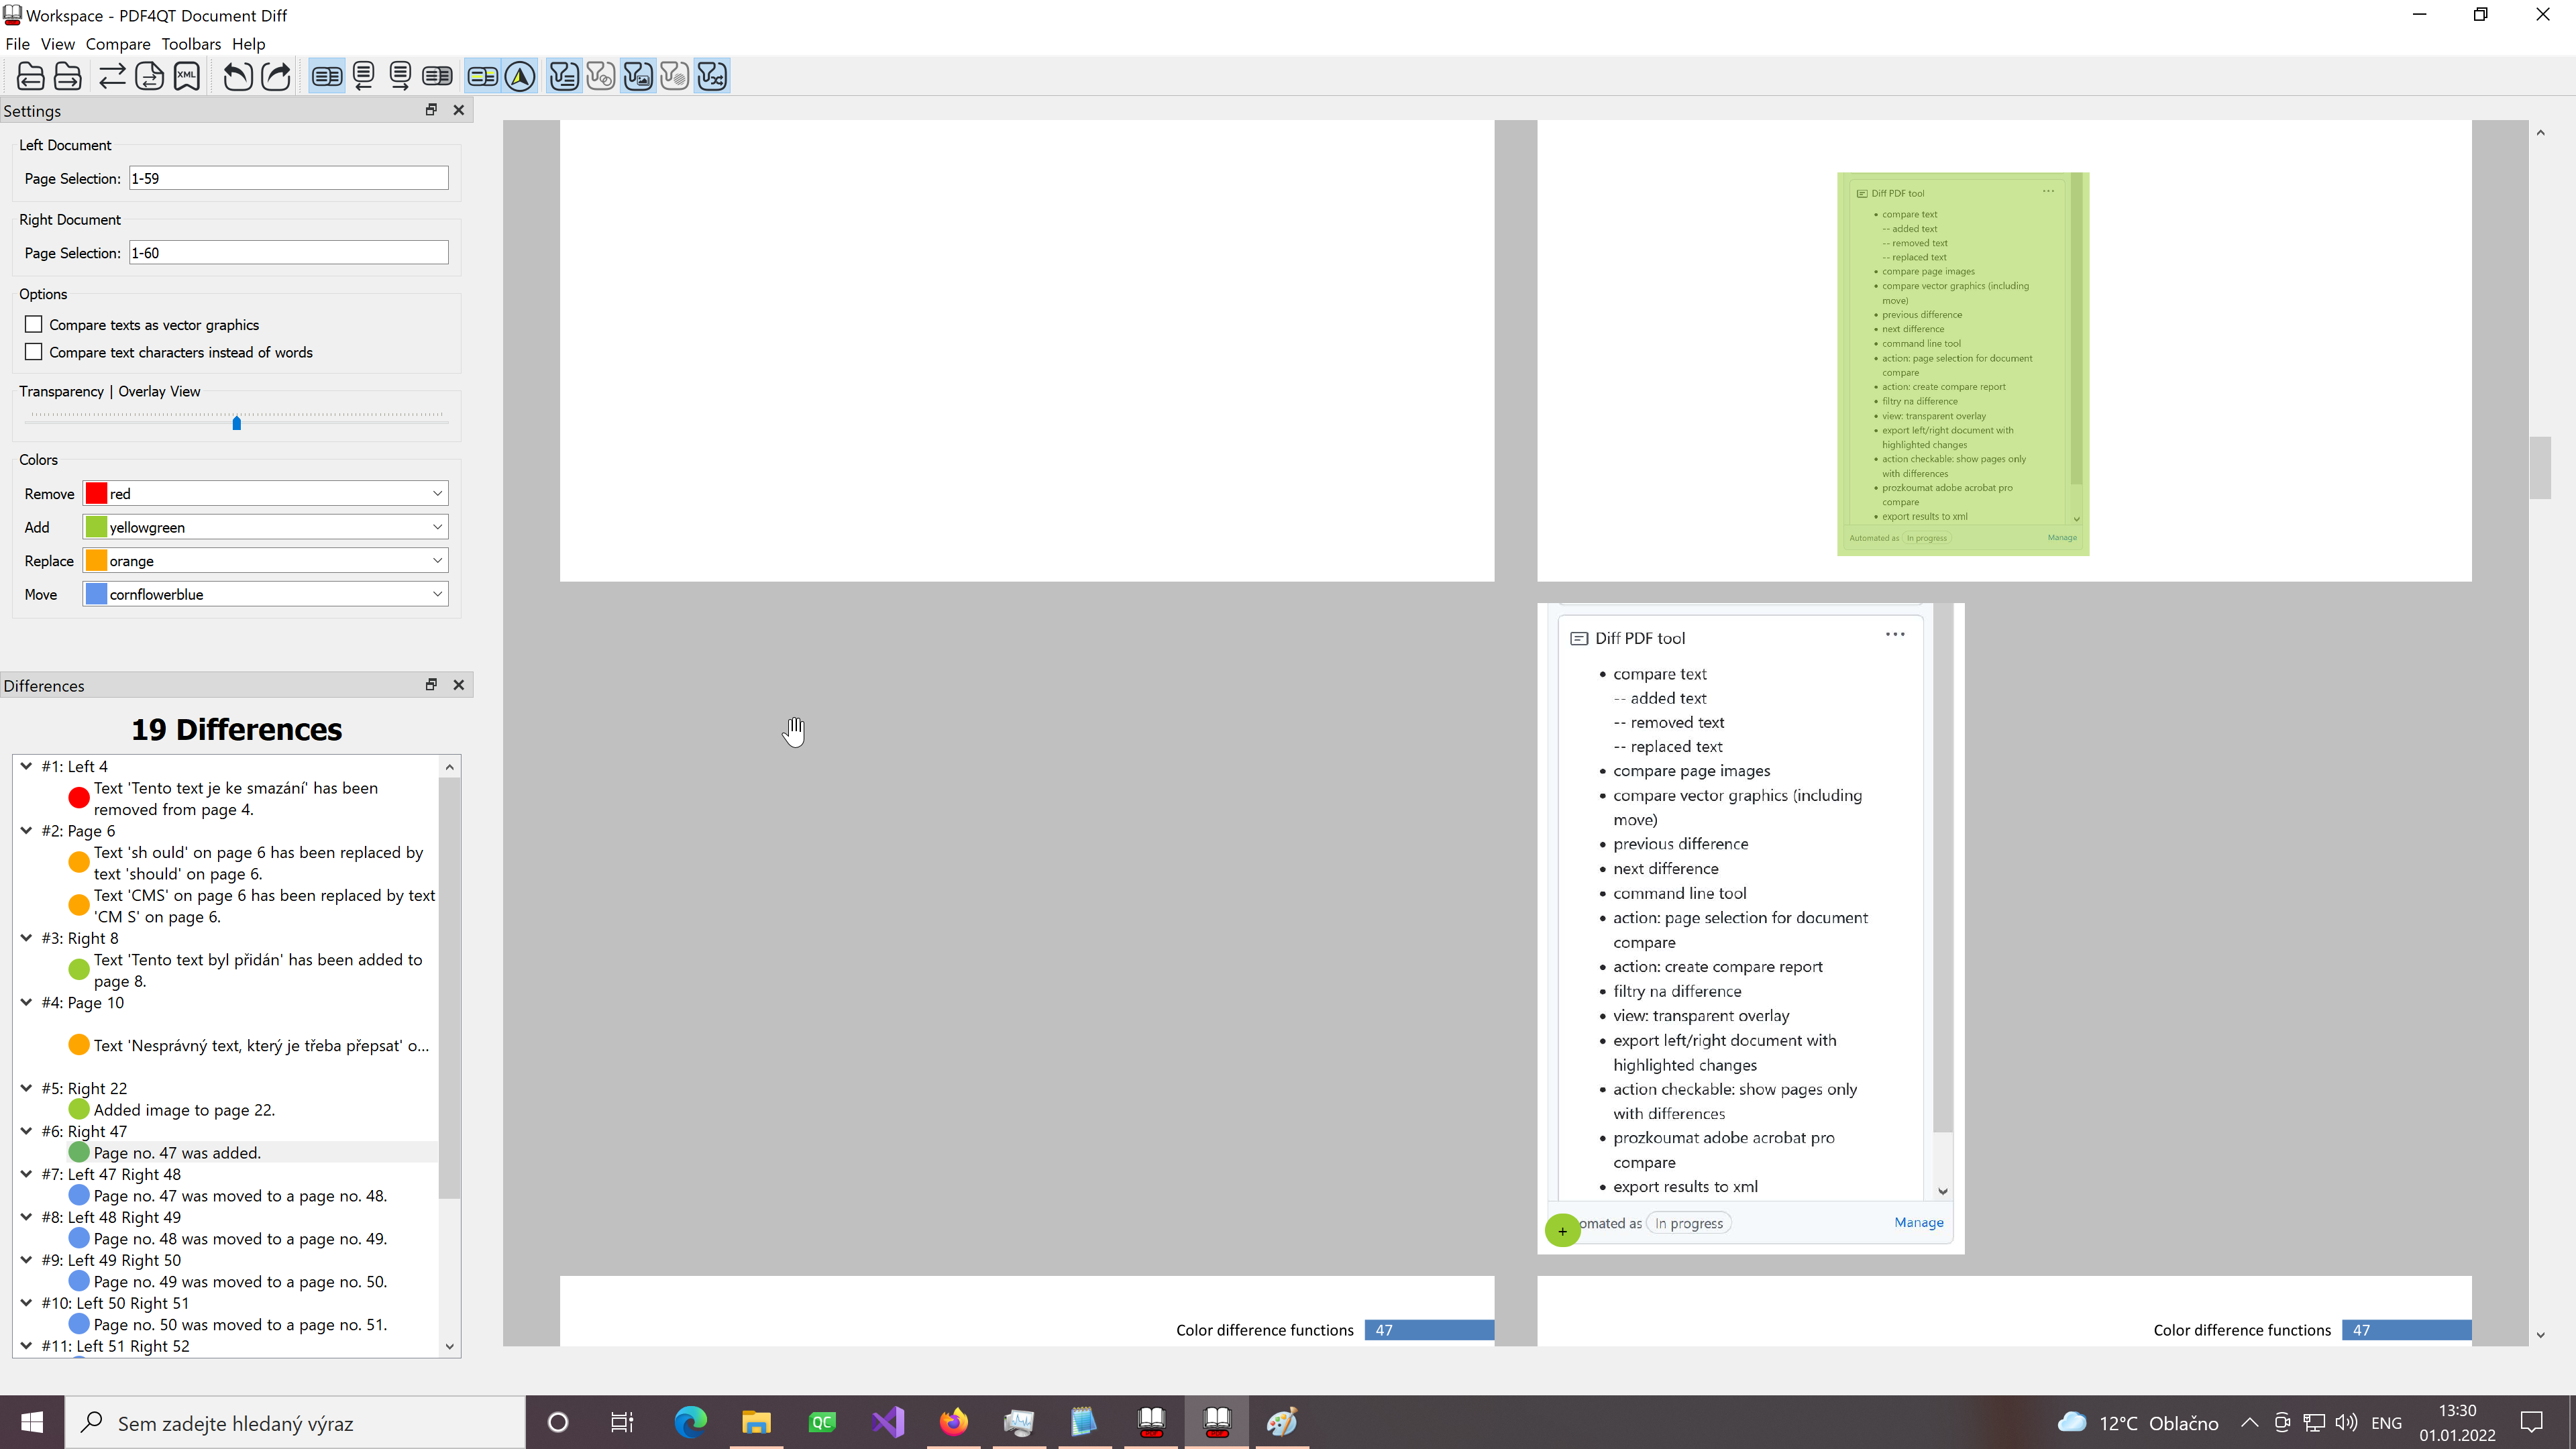 Workspace - PDF4QT Document Diff
File View Compare Toolbars Help
XML
Settings
Left Document
Page Selection: 1-59
Right Document
Page Selection: 1-60
Options
Compare texts as vector graphics
Compare text characters instead of words
Transparency | Overlay View
Colors
Remove red
Add yellowgreen
Replace orange
Move cornflowerblue
Differences
19 Differences
#1: Left 4
Text 'Tento text je ke smazání' has been
removed from page 4.
#2: Page 6
Text 'sh ould' on page 6 has been replaced by
text 'should' on page 6.
Text 'CMS' on page 6 has been replaced by text
'CM S' on page 6.
#3: Right 8
Text 'Tento text byl přidán' has been added to
page 8.
#4: Page 10
Text 'Nesprávný text, který je třeba přepsat' o...
#5: Right 22
Added image to page 22.
#6: Right 47
Page no. 47 was added.
#7: Left 47 Right 48
Page no. 47 was moved to a page no. 48.
#8: Left 48 Right 49
Page no. 48 was moved to a page no. 49.
#9: Left 49 Right 50
Page no. 49 was moved to a page no. 50.
#10: Left 50 Right 51
Page no. 50 was moved to a page no. 51.
#11: Left 51 Right 52
Diff PDF tool ...
• compare text
-- added text
-- removed text
-- replaced text
• compare page images
• compare vector graphics (including
move)
• previous difference
• next difference
• command line tool
• action: page selection for document
compare
• action: create compare report
• filtry na difference
• view: transparent overlay
• export left/right document with
highlighted changes
• action checkable: show pages only
with differences
• prozkoumat adobe acrobat pro
compare
• export results to xml
Automated as In progress Manage
Diff PDF tool ...
• compare text
-- added text
-- removed text
-- replaced text
• compare page images
• compare vector graphics (including
move)
• previous difference
• next difference
• command line tool
• action: page selection for document
compare
• action: create compare report
• filtry na difference
• view: transparent overlay
• export left/right document with
highlighted changes
• action checkable: show pages only
with differences
• prozkoumat adobe acrobat pro
compare
• export results to xml
+ omated as In progress Manage
Color difference functions 47
Color difference functions 47
Sem zadejte hledaný výraz
QC
12°C Oblačno
ENG
13:30
01.01.2022